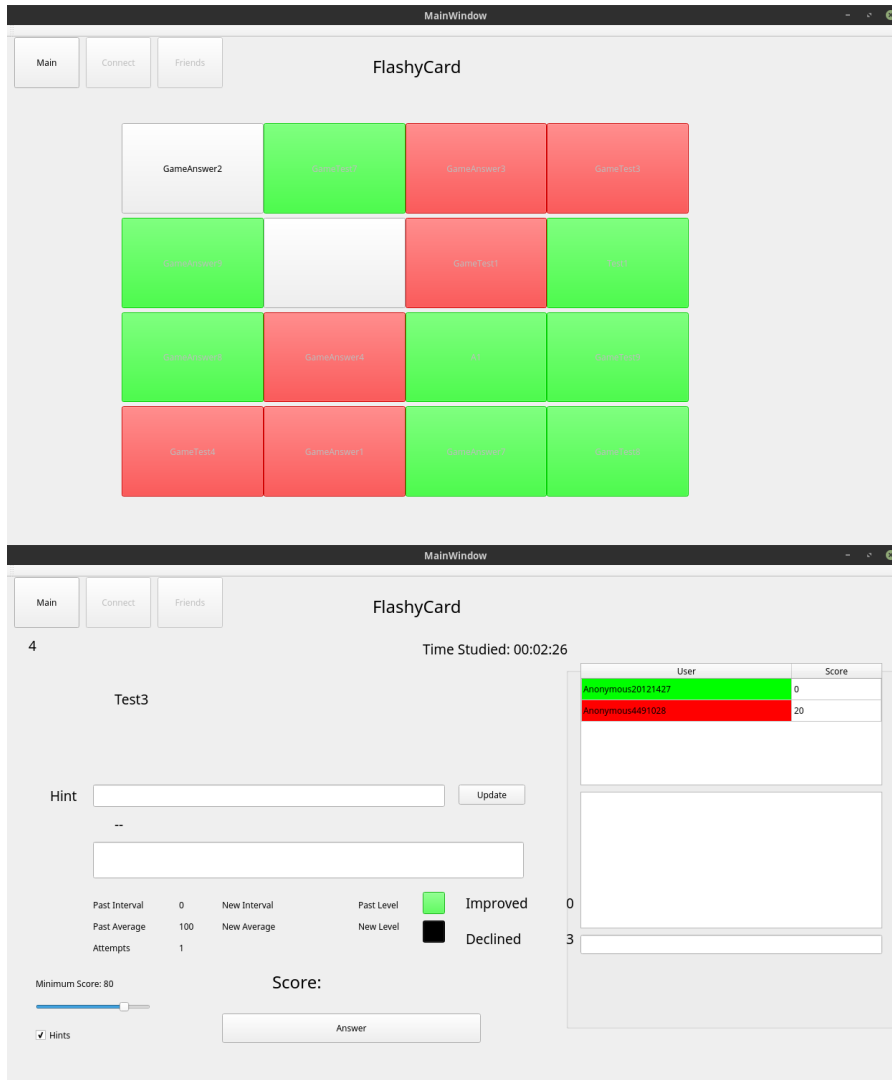 MainWindow
Main Connect Friends
FlashyCard
GameAnswer2
GameAnswer3 GameTest3
GameTest1
GameAnswer4
GameTest4 GameAnswer1
MainWindow
Main Connect Friends
FlashyCard
4
Time Studied: 00:02:26
User Score
Anonymous20121427 0
Anonymous4491028 20
Test3
Hint Update
--
Past Interval 0 New Interval Past Level Improved 0
Past Average 100 New Average New Level
Declined 3
Attempts 1
Minimum Score: 80
Score:
Answer
Hints